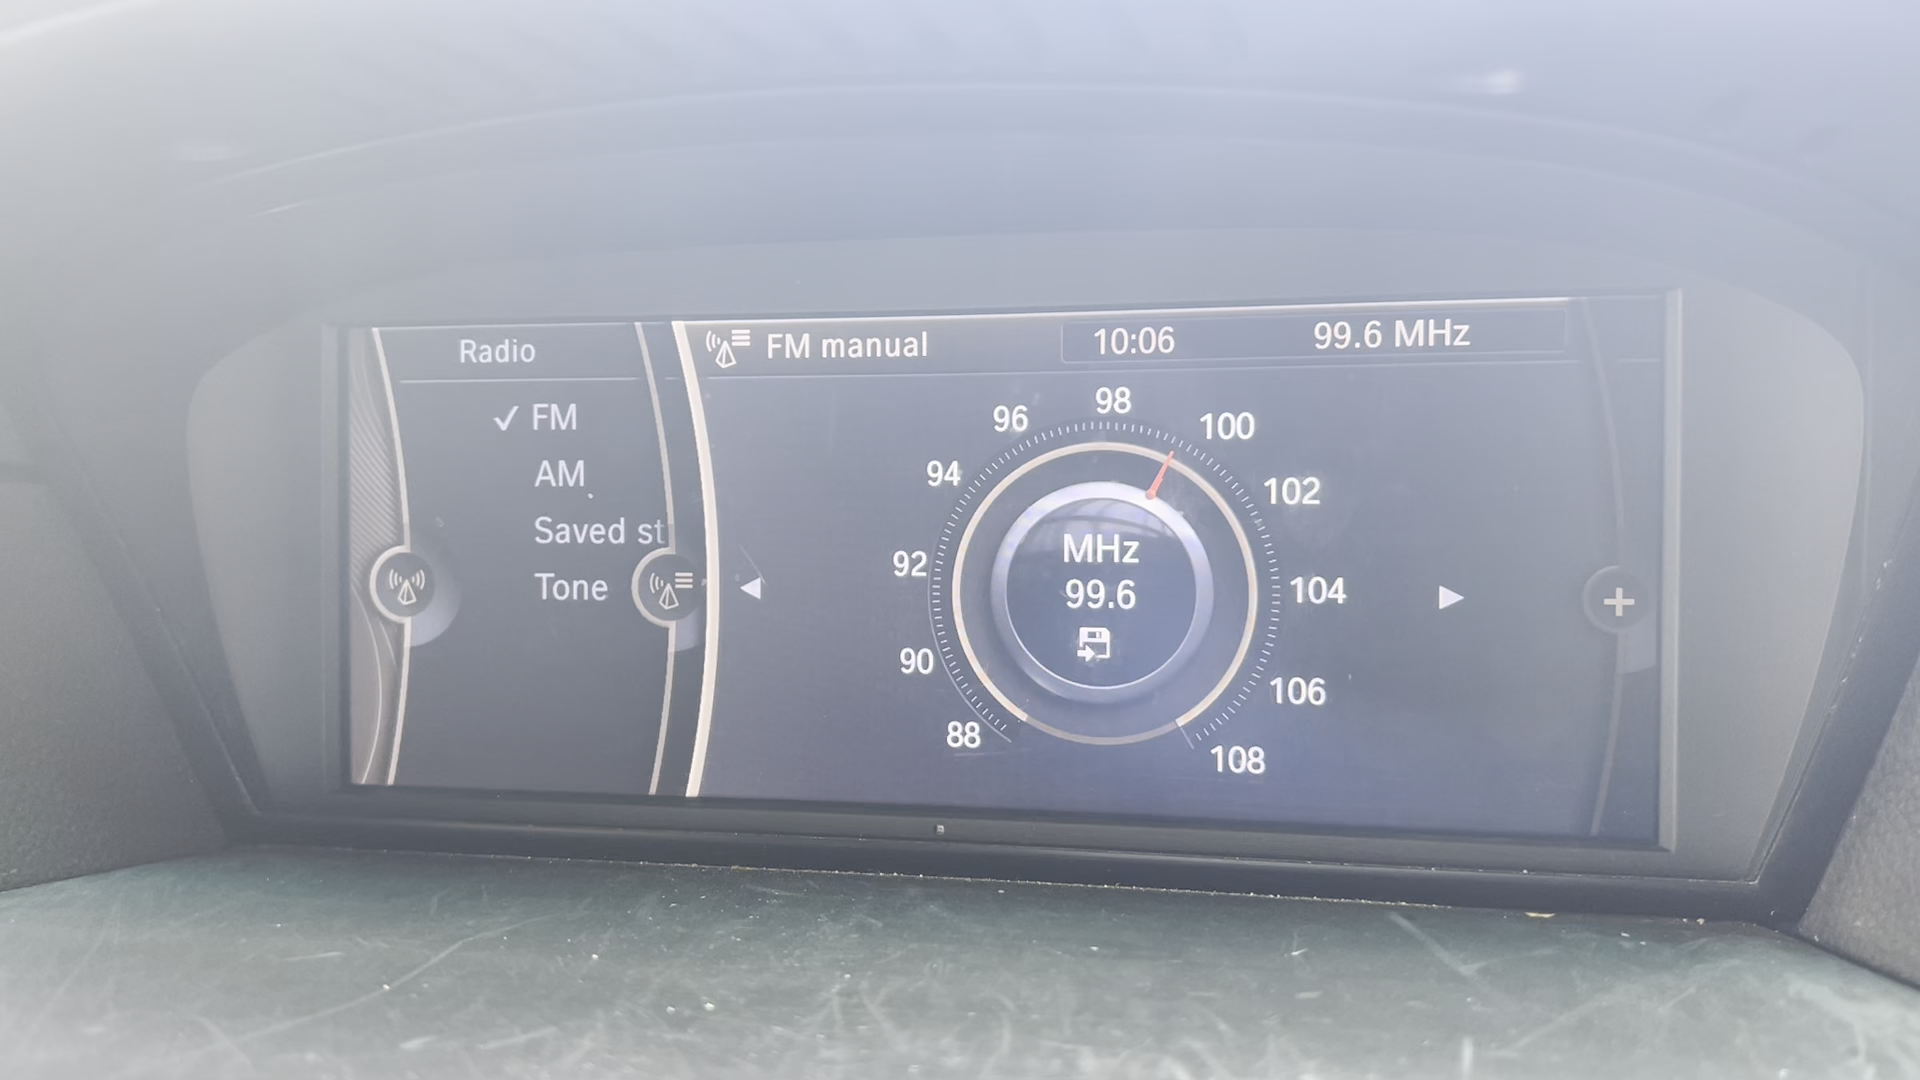 Radio
✓ FM
AM
Saved st
Tone
FM manual
10:06
99.6 MHz
88
90
92
94
96
98
100
102
104
106
108
MHz
99.6